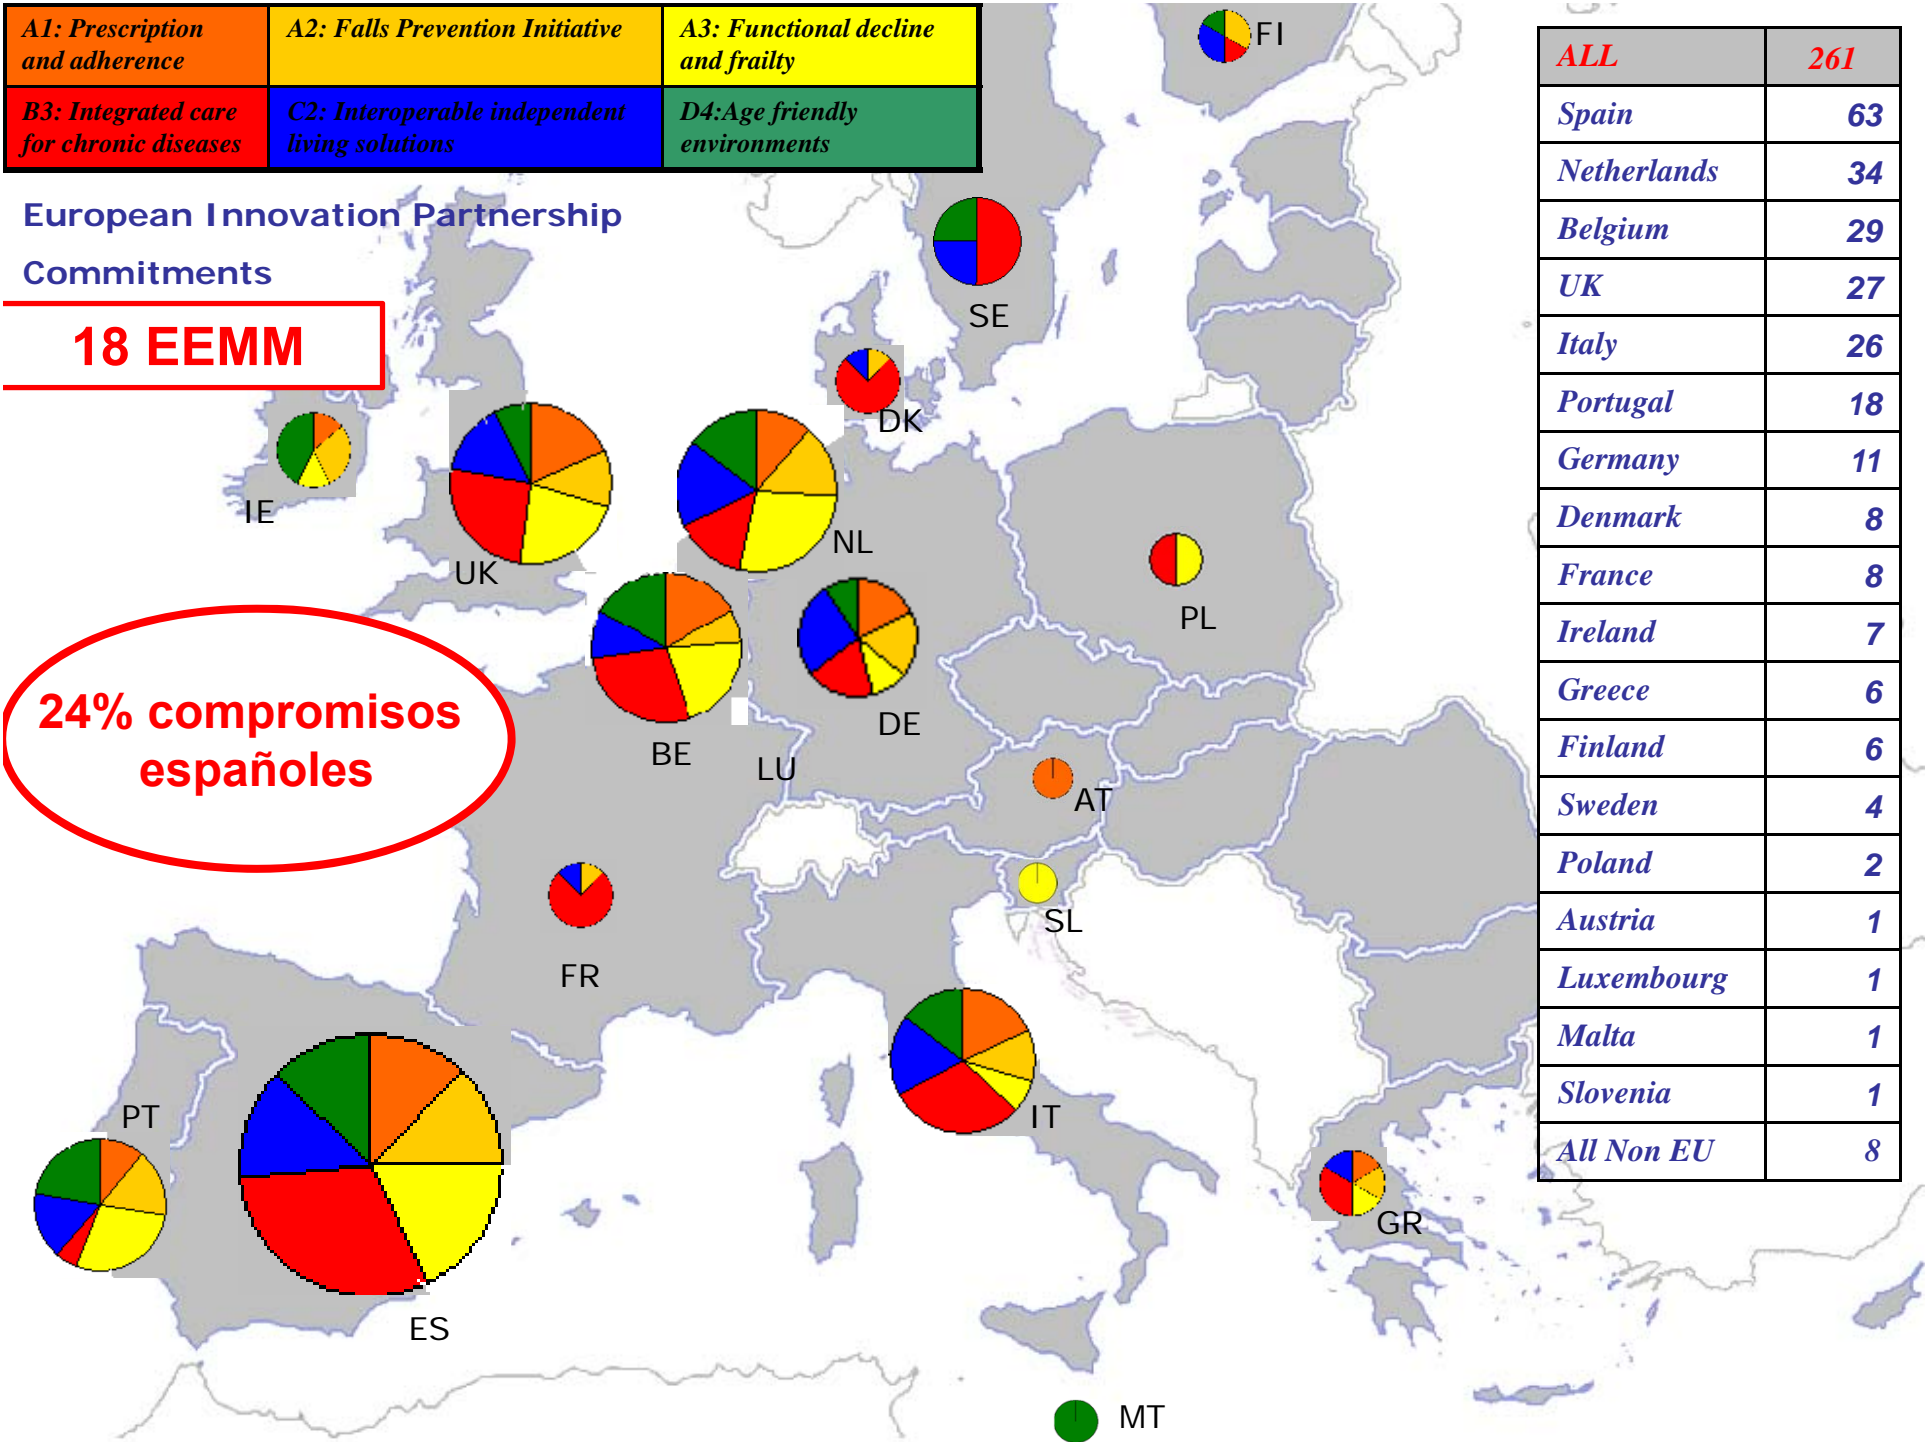 A1: Prescription
and adherence
A2: Falls Prevention Initiative
A3: Functional decline
and frailty
B3: Integrated care
for chronic diseases
C2: Interoperable independent
living solutions
D4:Age friendly
environments
European Innovation Partnership
Commitments
18 EEMM
24% compromisos
españoles
FI
SE
DK
IE
UK
NL
PL
BE
DE
LU
AT
SL
FR
IT
PT
ES
GR
MT
ALL 261
Spain 63
Netherlands 34
Belgium 29
UK 27
Italy 26
Portugal 18
Germany 11
Denmark 8
France 8
Ireland 7
Greece 6
Finland 6
Sweden 4
Poland 2
Austria 1
Luxembourg 1
Malta 1
Slovenia 1
All Non EU 8